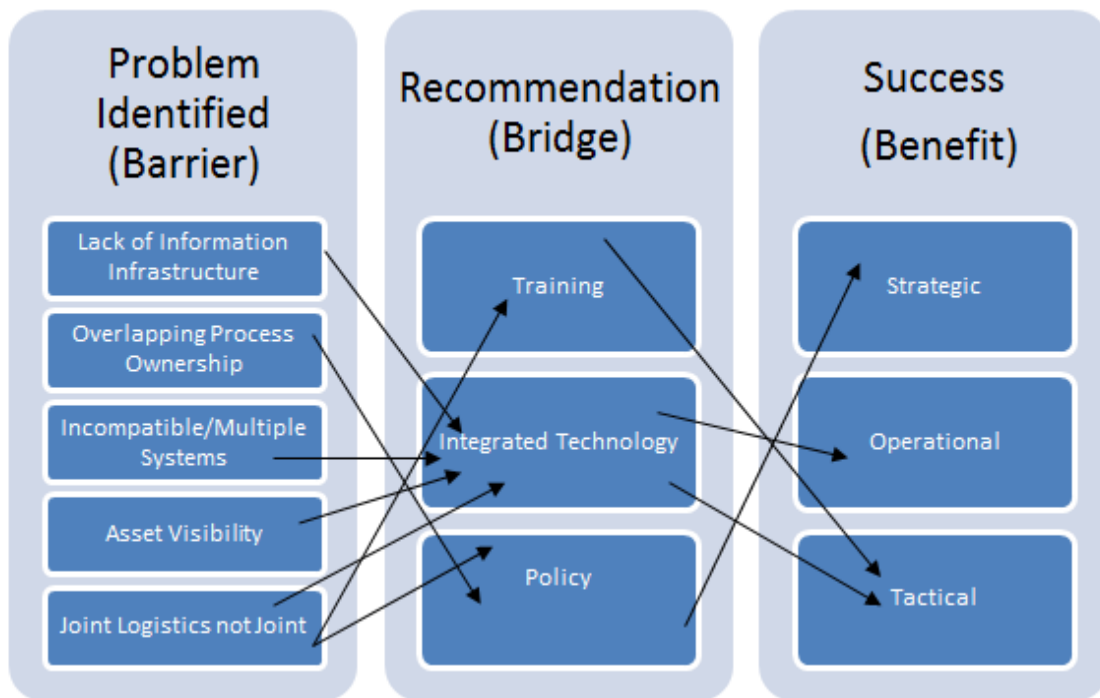 Problem
Identified
(Barrier)
Lack of Information
Infrastructure
Overlapping Process
Ownership
Incompatible/Multiple
Systems
Asset Visibility
Joint Logistics not Joint
Recommendation
(Bridge)
Training
Integrated Technology
Policy
Success
(Benefit)
Strategic
Operational
Tactical